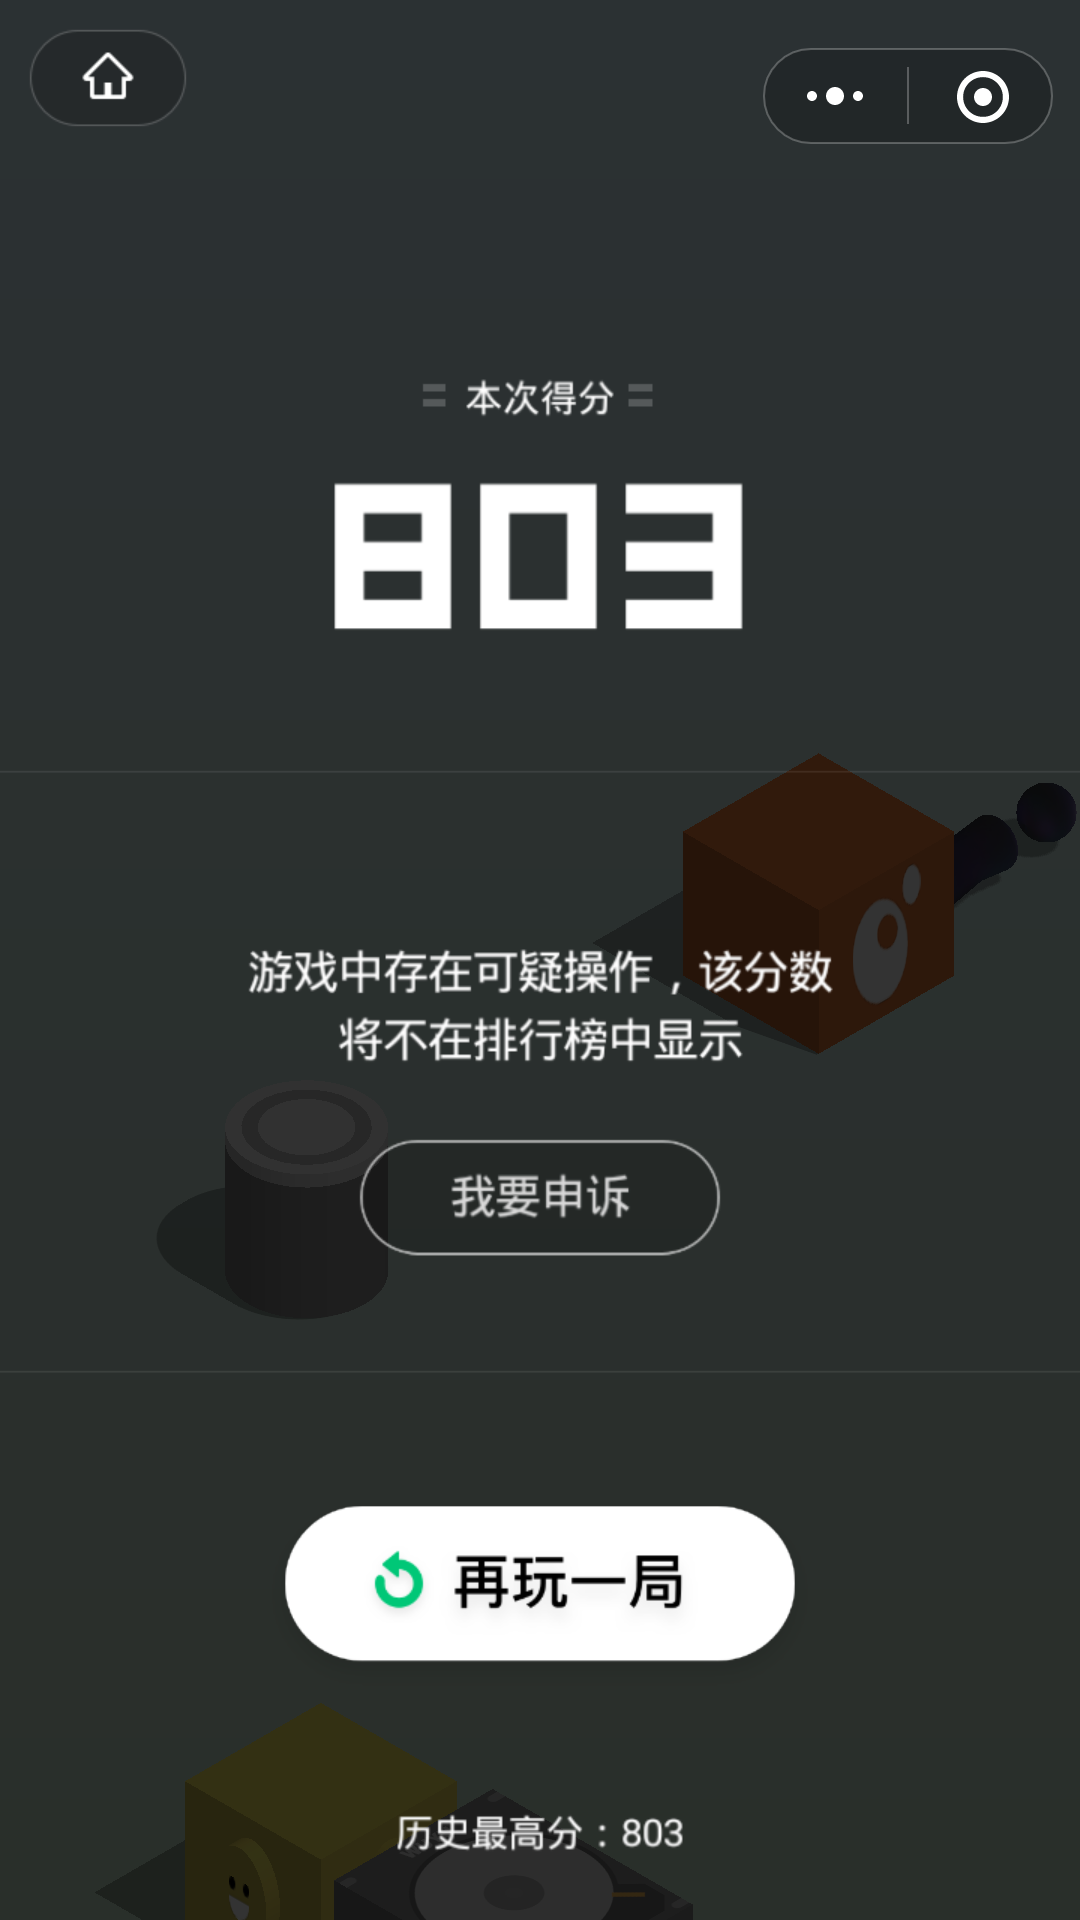 本次得分
803
游戏中存在可疑操作，该分数
将不在排行榜中显示
我要申诉
再玩一局
历史最高分：803